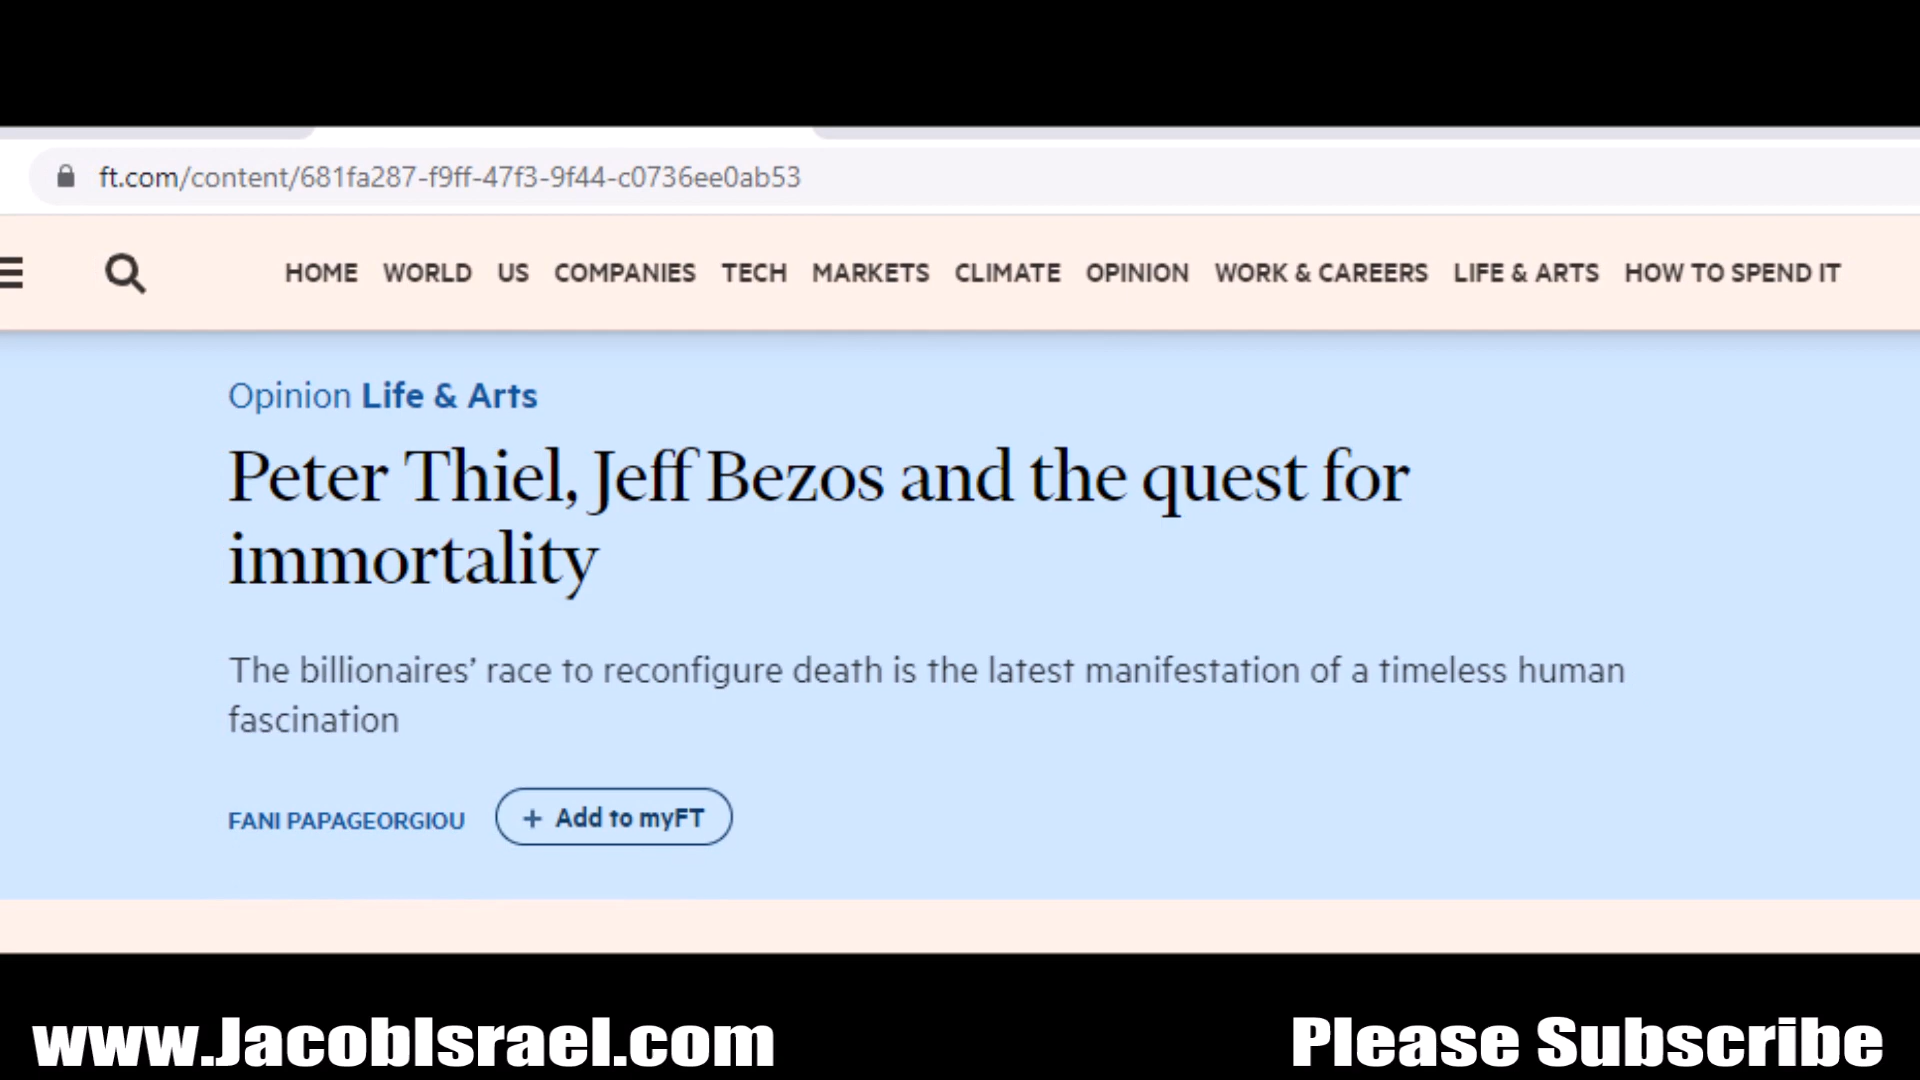 ft.com/content/681fa287-f9ff-47f3-9f44-c0736ee0ab53
HOME WORLD US COMPANIES TECH MARKETS CLIMATE OPINION WORK & CAREERS LIFE & ARTS HOW TO SPEND IT
Opinion Life & Arts
Peter Thiel, Jeff Bezos and the quest for
immortality
The billionaires’ race to reconfigure death is the latest manifestation of a timeless human
fascination
FANI PAPAGEORGIOU + Add to myFT
www.JacobIsrael.com Please Subscribe